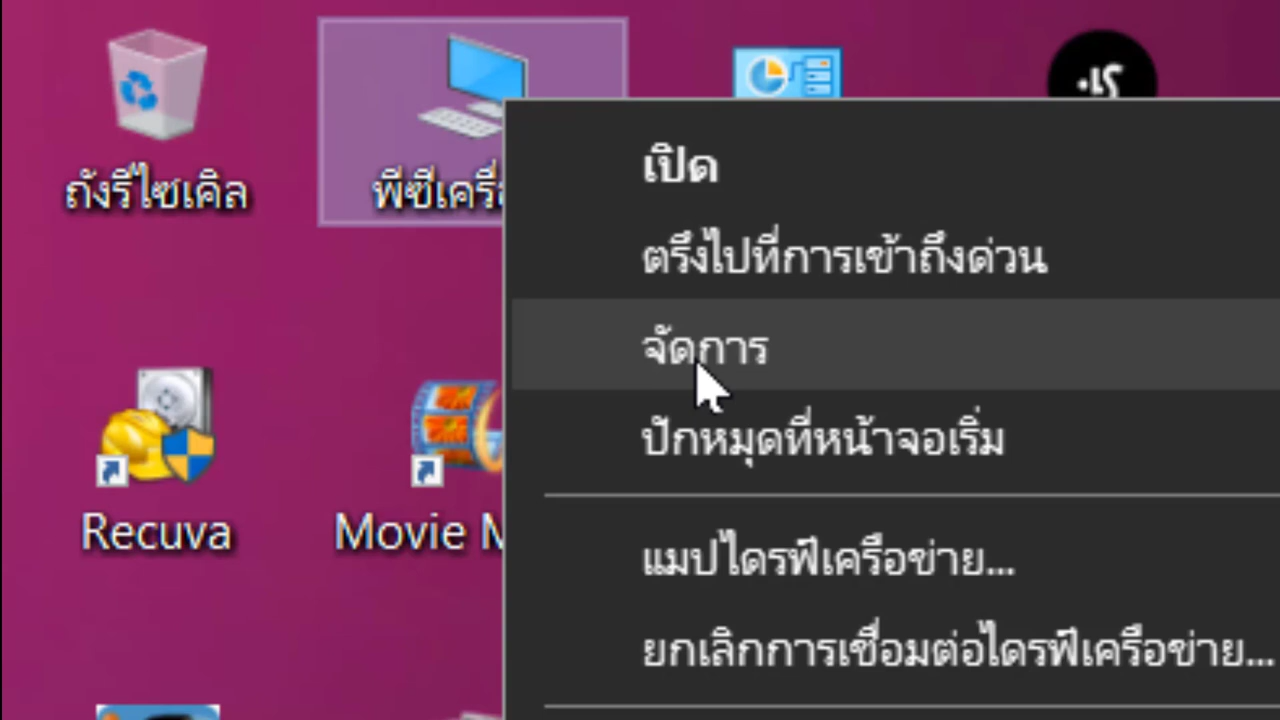 ถังรีไซเคิล
พีซีเครื่
เปิด
ตรึงไปที่การเข้าถึงด่วน
จัดการ
ปักหมุดที่หน้าจอเริ่ม
Recuva
Movie
แมปไดรฟ์เครือข่าย...
ยกเลิกการเชื่อมต่อไดรฟ์เครือข่าย...